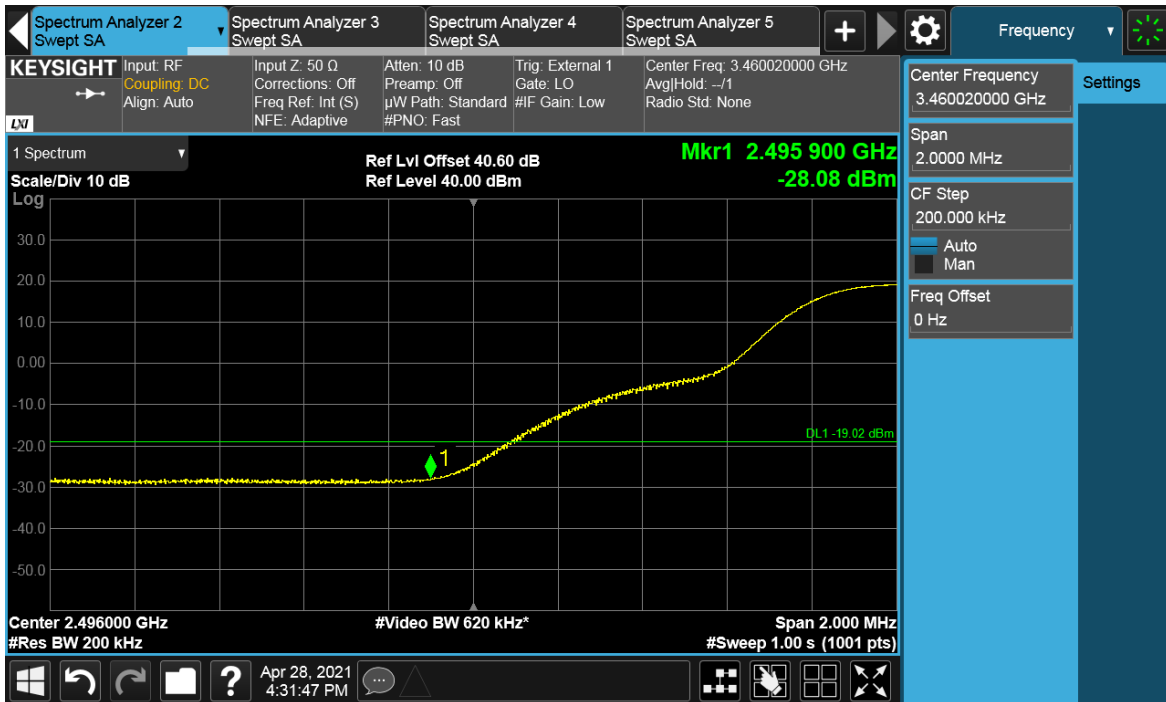 Spectrum Analyzer 2
Swept SA
Spectrum Analyzer 3
Swept SA
Spectrum Analyzer 4
Swept SA
Spectrum Analyzer 5
Swept SA
+
Frequency
KEYSIGHT
LXI
Input: RF
Coupling: DC
Align: Auto
Input Z: 50 Ω
Corrections: Off
Freq Ref: Int (S)
NFE: Adaptive
Atten: 10 dB
Preamp: Off
µW Path: Standard
#PNO: Fast
Trig: External 1
Gate: LO
#IF Gain: Low
Center Freq: 3.460020000 GHz
Avg|Hold: --/1
Radio Std: None
Center Frequency
3.460020000 GHz
Settings
Span
2.0000 MHz
CF Step
200.000 kHz
Auto
Man
Freq Offset
0 Hz
1 Spectrum
Scale/Div 10 dB
Log
Ref Lvl Offset 40.60 dB
Ref Level 40.00 dBm
Mkr1 2.495 900 GHz
-28.08 dBm
30.0
20.0
10.0
0.00
-10.0
-20.0
-30.0
-40.0
-50.0
DL1 -19.02 dBm
1
Center 2.496000 GHz
#Res BW 200 kHz
#Video BW 620 kHz*
Span 2.000 MHz
#Sweep 1.00 s (1001 pts)
?
Apr 28, 2021
4:31:47 PM